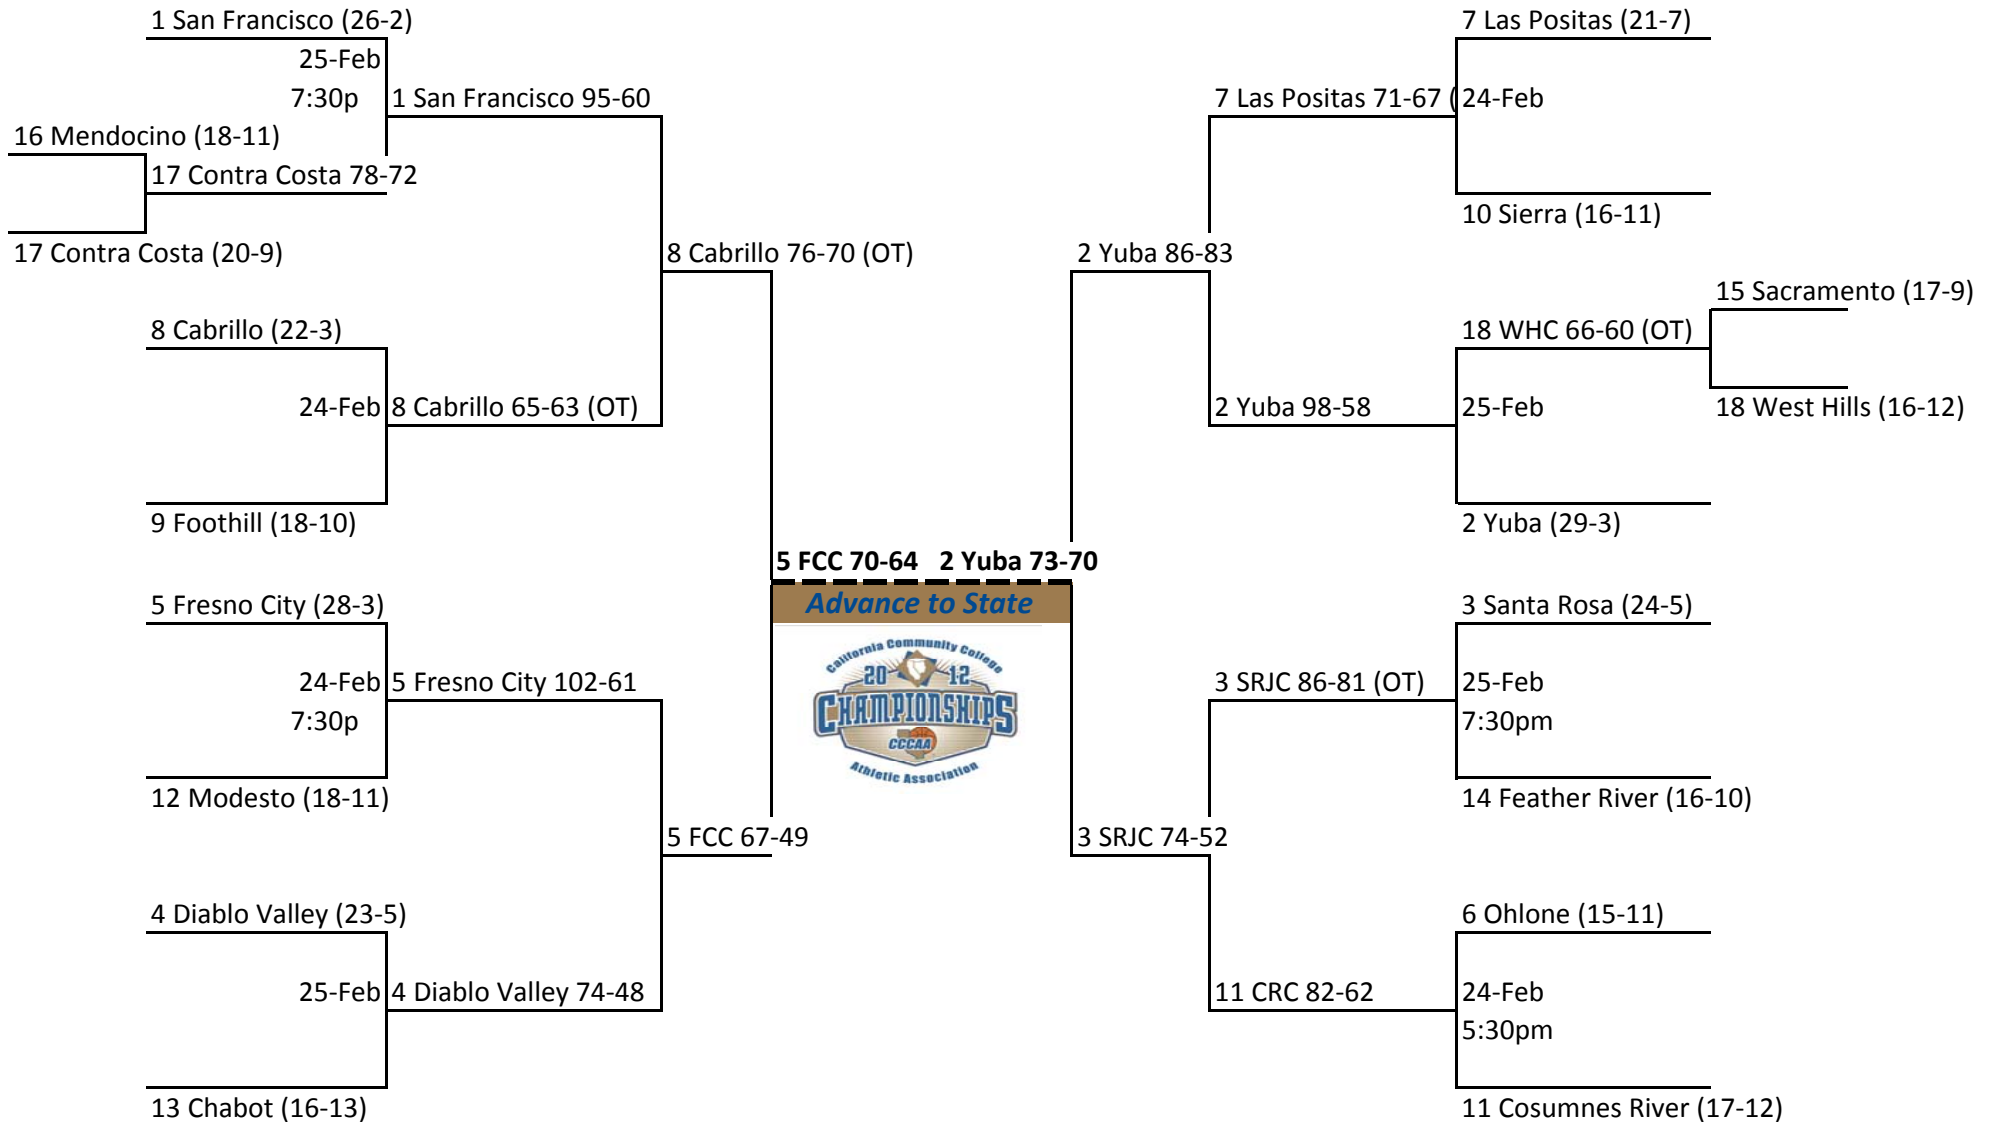 1 San Francisco (26-2)
25-Feb
7:30p
1 San Francisco 95-60
16 Mendocino (18-11)
17 Contra Costa 78-72
17 Contra Costa (20-9)
8 Cabrillo 76-70 (OT)
8 Cabrillo (22-3)
24-Feb
8 Cabrillo 65-63 (OT)
9 Foothill (18-10)
5 FCC 70-64
5 Fresno City (28-3)
24-Feb
7:30p
5 Fresno City 102-61
12 Modesto (18-11)
5 FCC 67-49
4 Diablo Valley (23-5)
25-Feb
4 Diablo Valley 74-48
13 Chabot (16-13)
2 Yuba 73-70
Advance to State
California Community College
20 12
CHAMPIONSHIPS
CCCAA
Athletic Association
7 Las Positas (21-7)
7 Las Positas 71-67 (
24-Feb
10 Sierra (16-11)
2 Yuba 86-83
15 Sacramento (17-9)
18 WHC 66-60 (OT)
18 West Hills (16-12)
2 Yuba 98-58
25-Feb
2 Yuba (29-3)
3 Santa Rosa (24-5)
3 SRJC 86-81 (OT)
25-Feb
7:30pm
14 Feather River (16-10)
3 SRJC 74-52
6 Ohlone (15-11)
11 CRC 82-62
24-Feb
5:30pm
11 Cosumnes River (17-12)